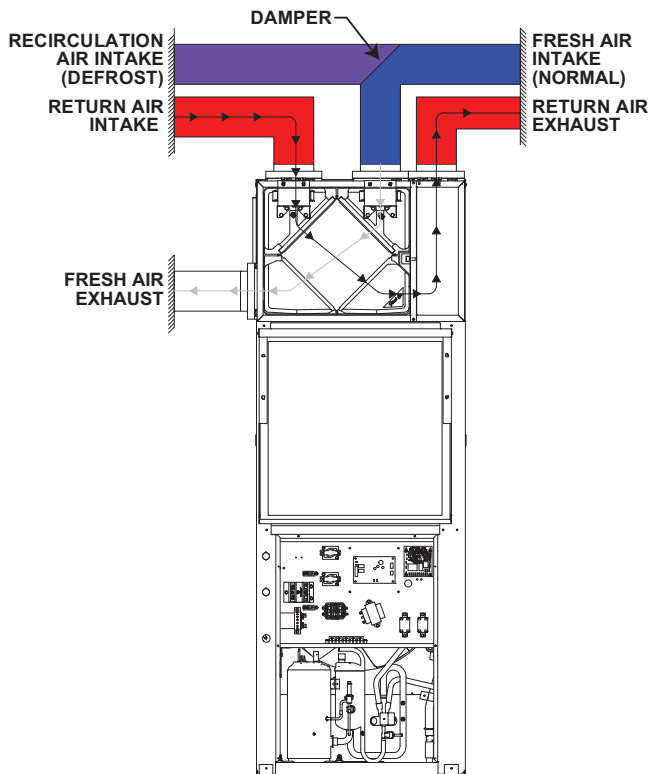 DAMPER
RECIRCULATION
AIR INTAKE
(DEFROST)
FRESH AIR
INTAKE
(NORMAL)
RETURN AIR
INTAKE
RETURN AIR
EXHAUST
FRESH AIR
EXHAUST